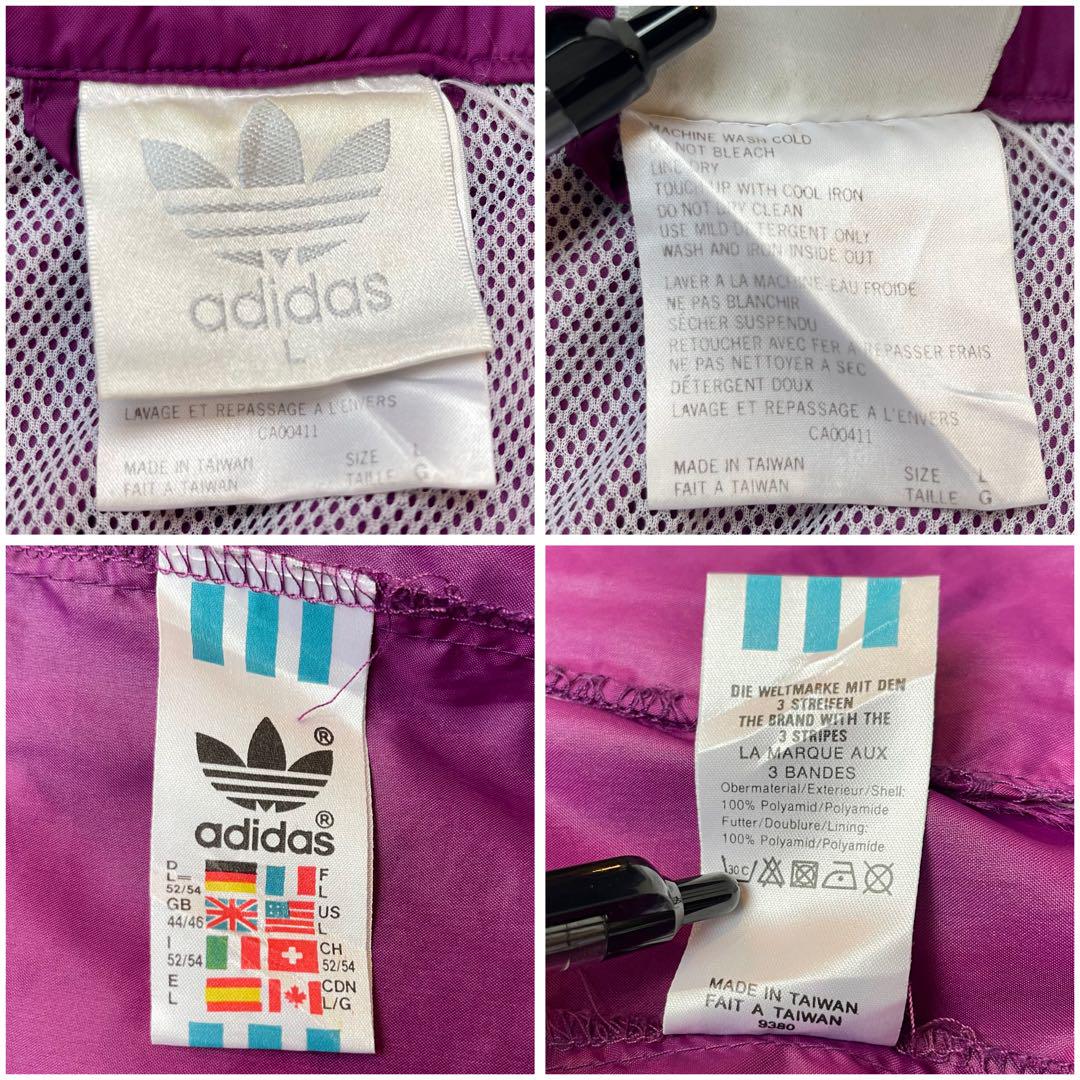 adidas
L
LAVAGE ET REPASSAGE A L'ENVERS
CA00411
MADE IN TAIWAN SIZE L
FAIT A TAIWAN TAILLE G
MACHINE WASH COLD
DO NOT BLEACH
LINE DRY
TOUCH UP WITH COOL IRON
DO NOT DRY CLEAN
USE MILD DETERGENT ONLY
WASH AND IRON INSIDE OUT
LAVER A LA MACHINE-EAU FROIDE
NE PAS BLANCHIR
SÉCHER SUSPENDU
RETOUCHER AVEC FER A REPASSER FRAIS
NE PAS NETTOYER A SEC
DÉTERGENT DOUX
LAVAGE ET REPASSAGE A L'ENVERS
CA00411
MADE IN TAIWAN SIZE L
FAIT A TAIWAN TAILLE G
®
adidas®
D L= 52/54 F L
GB 44/46 US L
I 52/54 CH 52/54
E L CDN L/G
DIE WELTMARKE MIT DEN
3 STREIFEN
THE BRAND WITH THE
3 STRIPES
LA MARQUE AUX
3 BANDES
Obermaterial/Exterieur/Shell:
100% Polyamid/Polyamide
Futter/Doublure/Lining:
100% Polyamid/Polyamide
30C
MADE IN TAIWAN
FAIT A TAIWAN
9380